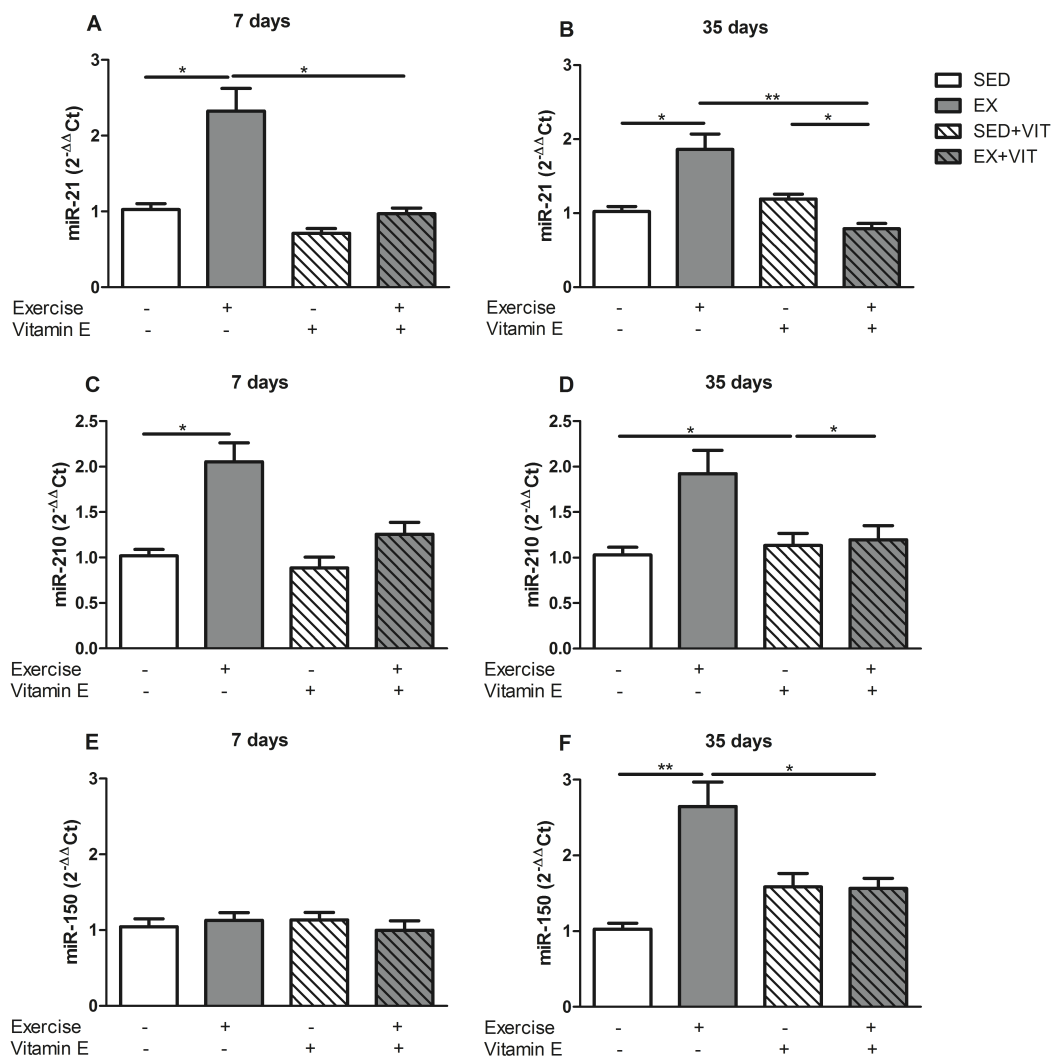 A 7 days
miR-21 (2-ΔΔCt)
3
2
1
0
* *
Exercise - + - +
Vitamin E - - + +
B 35 days
miR-21 (2-ΔΔCt)
3
2
1
0
* ** *
Exercise - + - +
Vitamin E - - + +
SED
EX
SED+VIT
EX+VIT
C 7 days
miR-210 (2-ΔΔCt)
2.5
2.0
1.5
1.0
0.5
0.0
*
Exercise - + - +
Vitamin E - - + +
D 35 days
miR-210 (2-ΔΔCt)
2.5
2.0
1.5
1.0
0.5
0.0
* *
Exercise - + - +
Vitamin E - - + +
E 7 days
miR-150 (2-ΔΔCt)
3
2
1
0
Exercise - + - +
Vitamin E - - + +
F 35 days
miR-150 (2-ΔΔCt)
3
2
1
0
** *
Exercise - + - +
Vitamin E - - + +